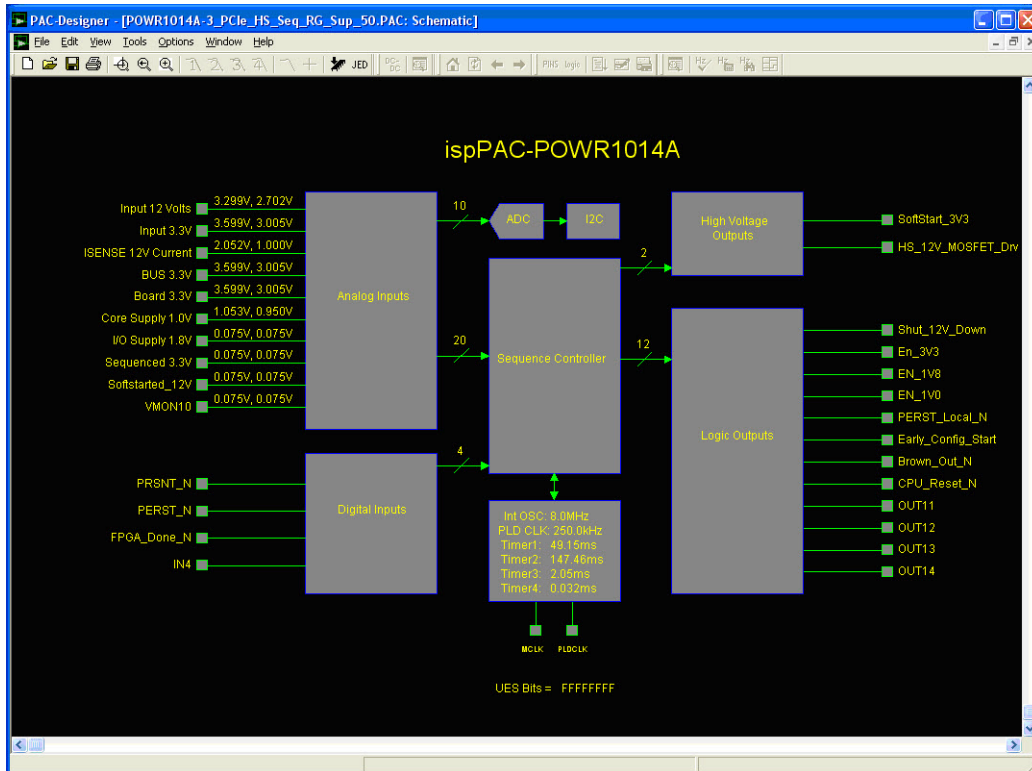 PAC-Designer - [POWR1014A-3_PCIe_HS_Seq_RG_Sup_50.PAC: Schematic]
File Edit View Tools Options Window Help
JED DC-DC PINS logic
ispPAC-POWR1014A
Input 12 Volts 3.299V, 2.702V
Input 3.3V 3.599V, 3.005V
ISENSE 12V Current 2.052V, 1.000V
BUS 3.3V 3.599V, 3.005V
Board 3.3V 3.599V, 3.005V
Core Supply 1.0V 1.053V, 0.950V
I/O Supply 1.8V 0.075V, 0.075V
Sequenced 3.3V 0.075V, 0.075V
Softstarted_12V 0.075V, 0.075V
VMON10 0.075V, 0.075V
Analog Inputs
10
ADC
I2C
20
Sequence Controller
2
High Voltage
Outputs
SoftStart_3V3
HS_12V_MOSFET_Drv
12
Logic Outputs
Shut_12V_Down
En_3V3
EN_1V8
EN_1V0
PERST_Local_N
Early_Config_Start
Brown_Out_N
CPU_Reset_N
OUT11
OUT12
OUT13
OUT14
PRSNT_N
PERST_N
FPGA_Done_N
IN4
Digital Inputs
4
Int OSC: 8.0MHz
PLD CLK: 250.0kHz
Timer1: 49.15ms
Timer2: 147.46ms
Timer3: 2.05ms
Timer4: 0.032ms
MCLK PLDCLK
UES Bits = FFFFFFFF